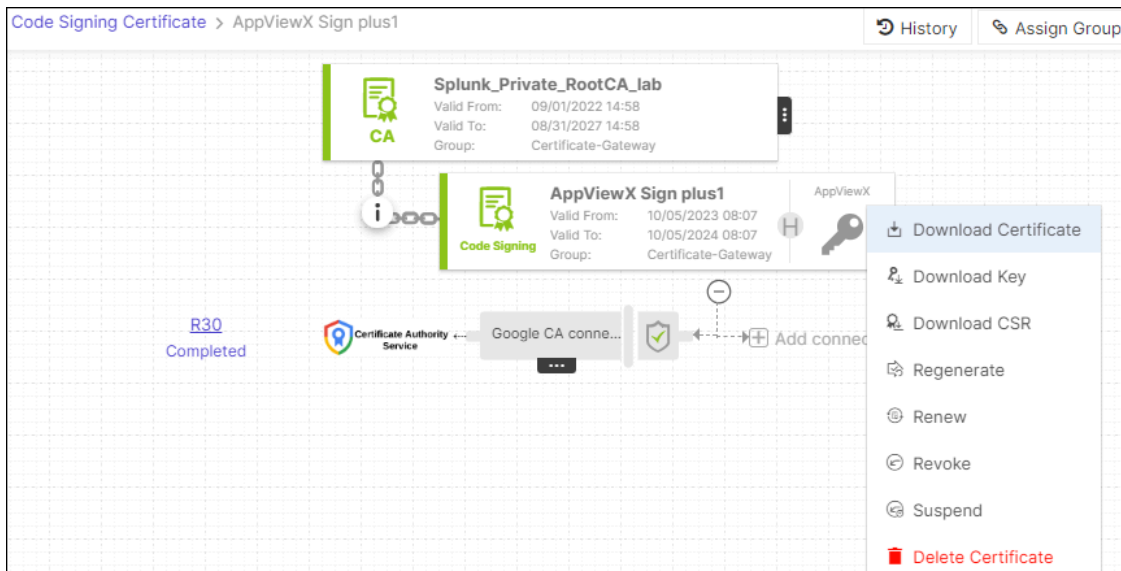 Code Signing Certificate > AppViewX Sign plus1
History
Assign Group
Splunk_Private_RootCA_lab
Valid From: 09/01/2022 14:58
Valid To: 08/31/2027 14:58
Group: Certificate-Gateway
CA
i
AppViewX Sign plus1
Valid From: 10/05/2023 08:07
Valid To: 10/05/2024 08:07
Group: Certificate-Gateway
Code Signing
H
AppViewX
Download Certificate
Download Key
Download CSR
Regenerate
Renew
Revoke
Suspend
Delete Certificate
R30
Completed
Certificate Authority
Service
Google CA conne...
Add connec